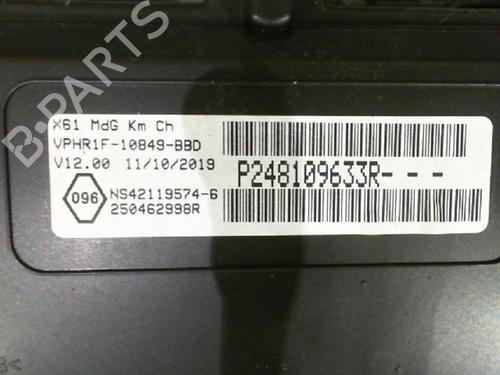 B-PARTS
X61 MdG Km Ch
VPHR1F-10849-BBD
V12.00 11/10/2019
P248109633R- - -
096
NS42119574-6
250462998R